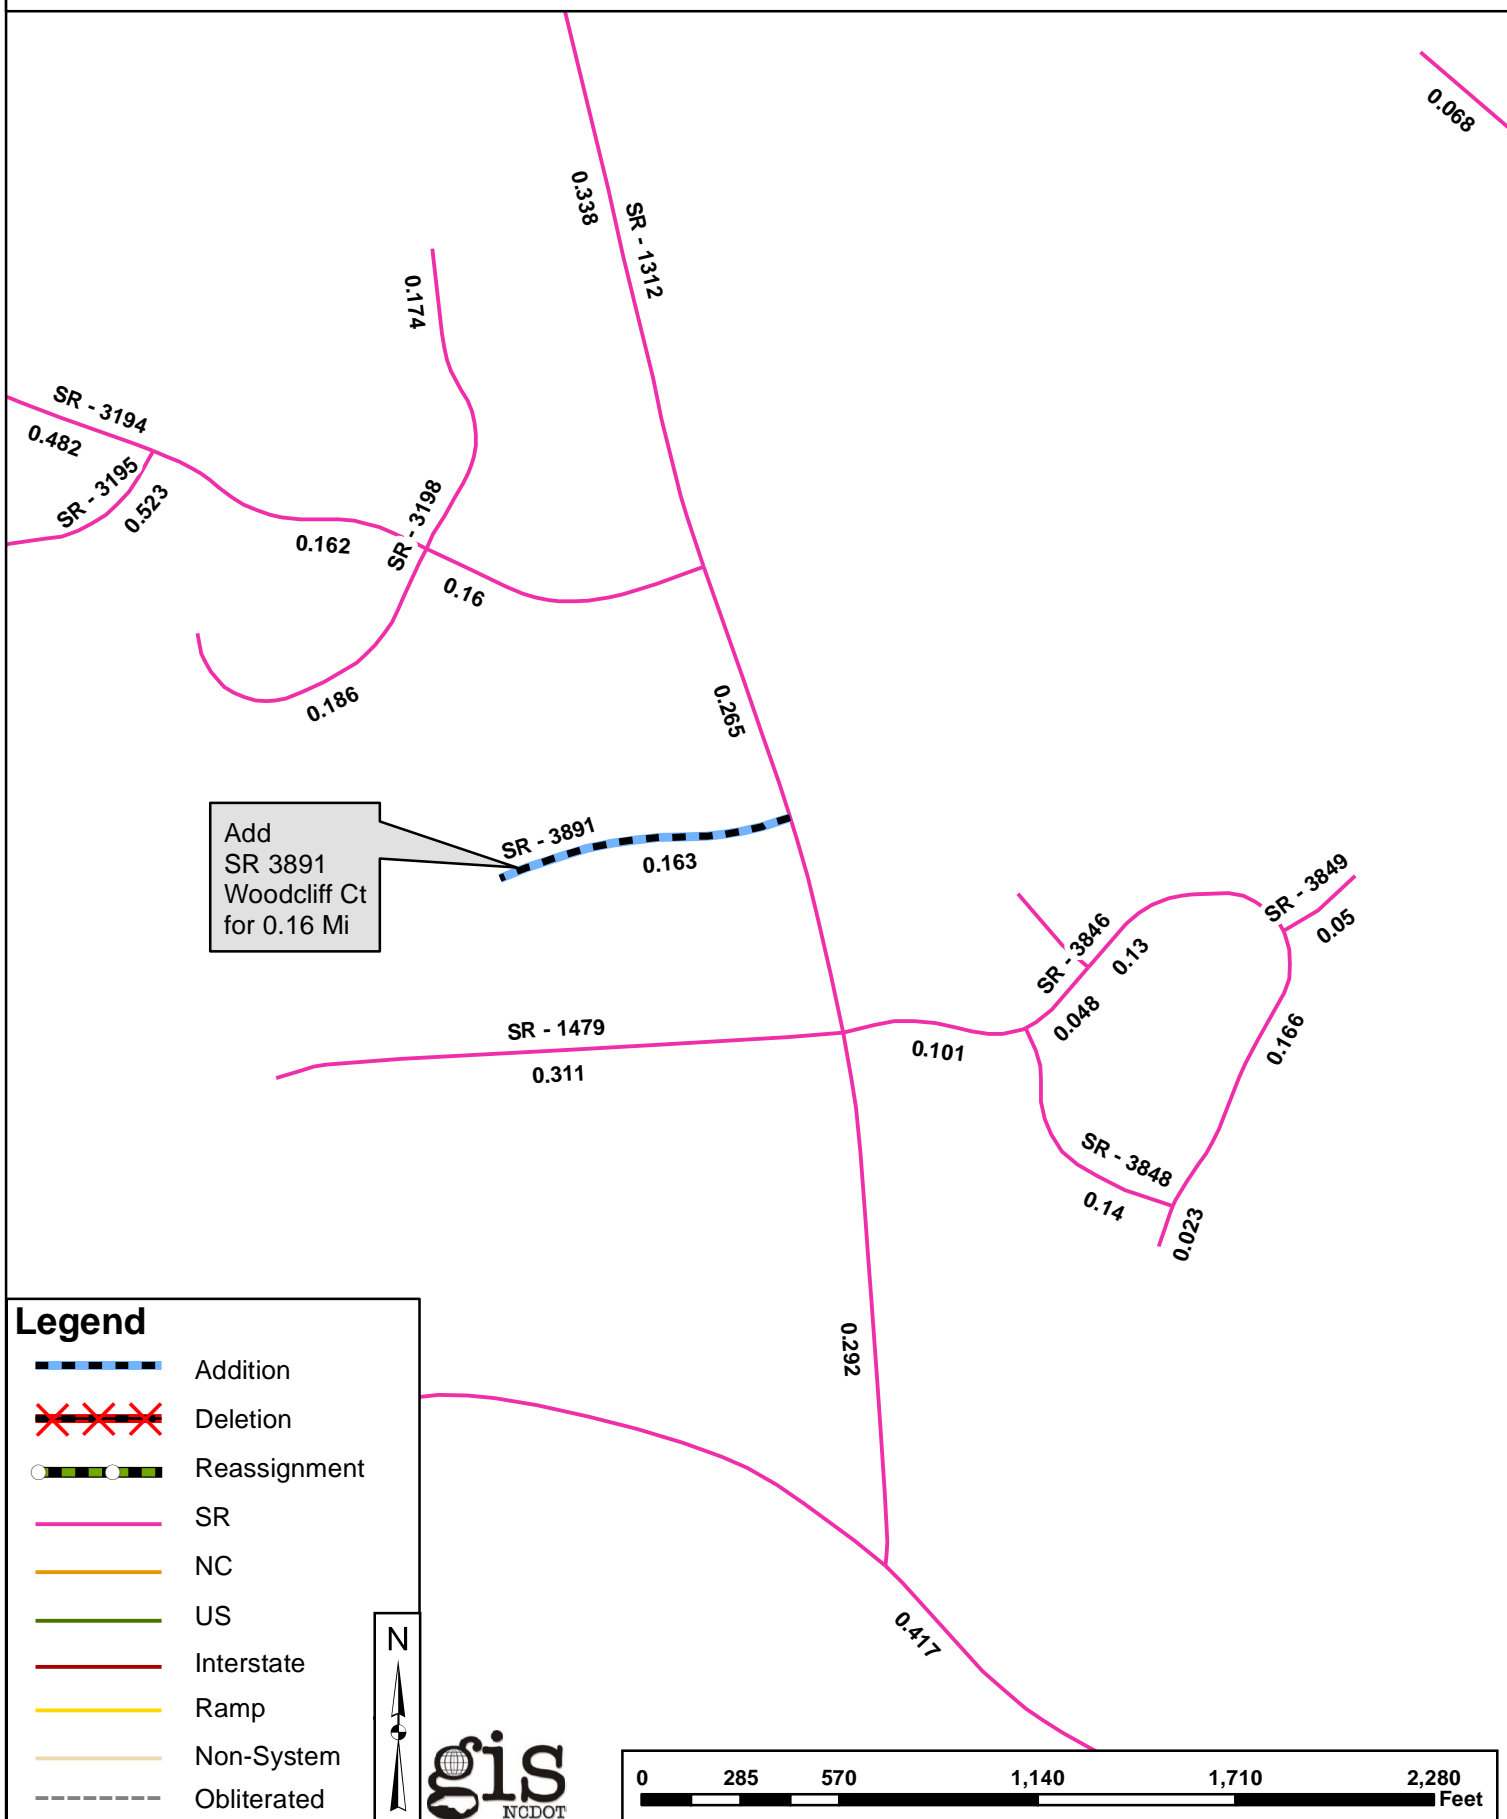 0.068
0.338
SR - 1312
0.174
SR - 3194
0.482
SR - 3195
0.523
SR - 3198
0.162
0.16
0.186
0.265
Add
SR 3891
Woodcliff Ct
for 0.16 Mi
SR - 3891
0.163
SR - 3849
0.05
SR - 3846
0.13
0.048
SR - 1479
0.311
0.101
0.166
SR - 3848
0.14
0.023
0.292
0.417
Legend
Addition
Deletion
Reassignment
SR
NC
US
Interstate
Ramp
Non-System
Obliterated
N
gis
NCDOT
0 285 570 1,140 1,710 2,280
Feet